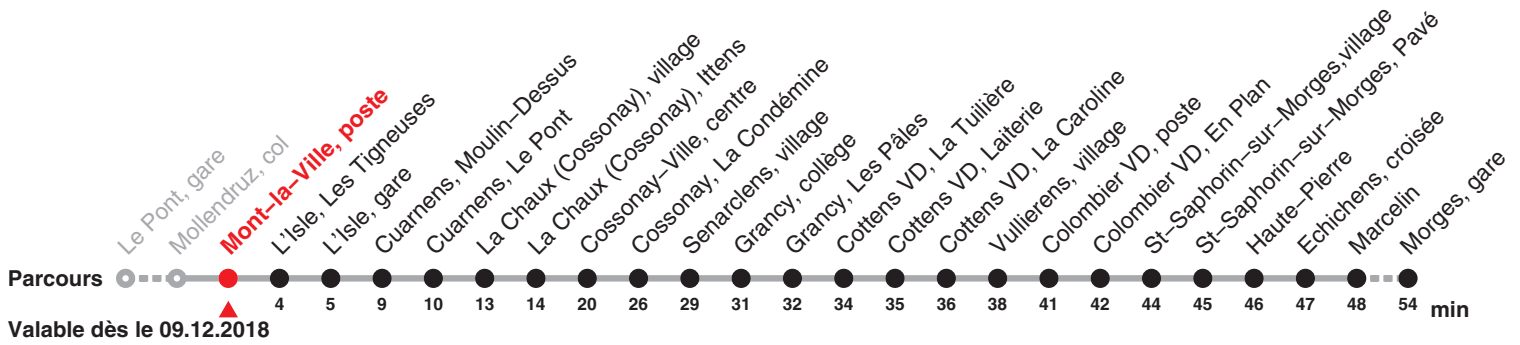 Le Pont, gare
Mollendruz, col
Mont–la–Ville, poste
L'Isle, Les Tigneuses
L'Isle, gare
Cuarnens, Moulin–Dessus
Cuarnens, Le Pont
La Chaux (Cossonay), village
La Chaux (Cossonay), Ittens
Cossonay–Ville, centre
Cossonay, La Condémine
Senarclens, village
Grancy, collège
Grancy, Les Pâles
Cottens VD, La Tuilière
Cottens VD, Laiterie
Cottens VD, La Caroline
Vullierens, village
Colombier VD, poste
Colombier VD, En Plan
St–Saphorin–sur–Morges,village
St–Saphorin–sur–Morges, Pavé
Haute–Pierre
Echichens, croisée
Marcelin
Morges, gare
Parcours
4 5 9 10 13 14 20 26 29 31 32 34 35 36 38 41 42 44 45 46 47 48 54 min
Valable dès le 09.12.2018